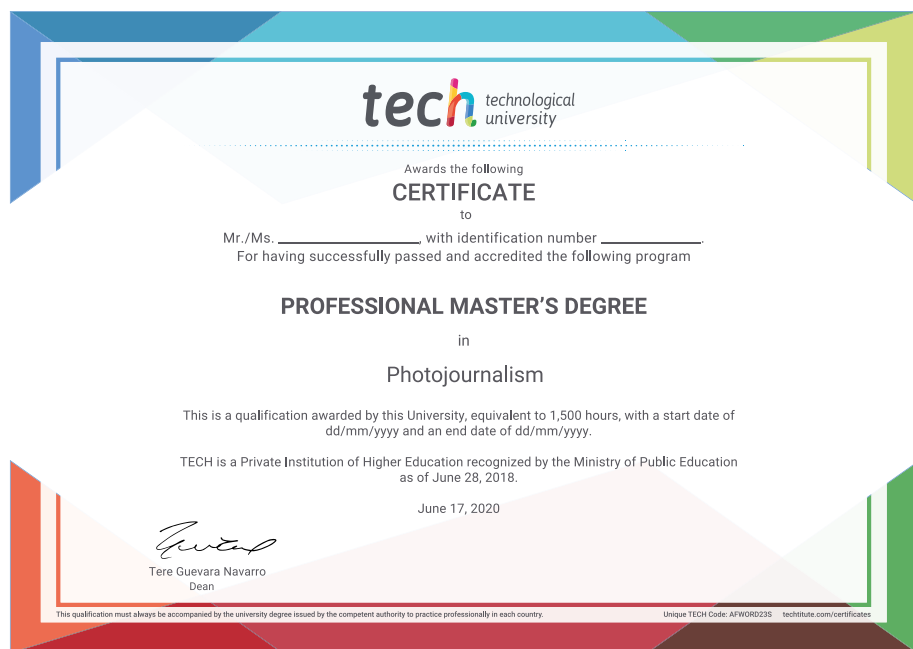 tech technological
university
Awards the following
CERTIFICATE
to
Mr./Ms. ____________________, with identification number ______________.
For having successfully passed and accredited the following program
PROFESSIONAL MASTER'S DEGREE
in
Photojournalism
This is a qualification awarded by this University, equivalent to 1,500 hours, with a start date of
dd/mm/yyyy and an end date of dd/mm/yyyy.
TECH is a Private Institution of Higher Education recognized by the Ministry of Public Education
as of June 28, 2018.
June 17, 2020
Tere Guevara Navarro
Dean
This qualification must always be accompanied by the university degree issued by the competent authority to practice professionally in each country.
Unique TECH Code: AFWORD23S techtitute.com/certificates